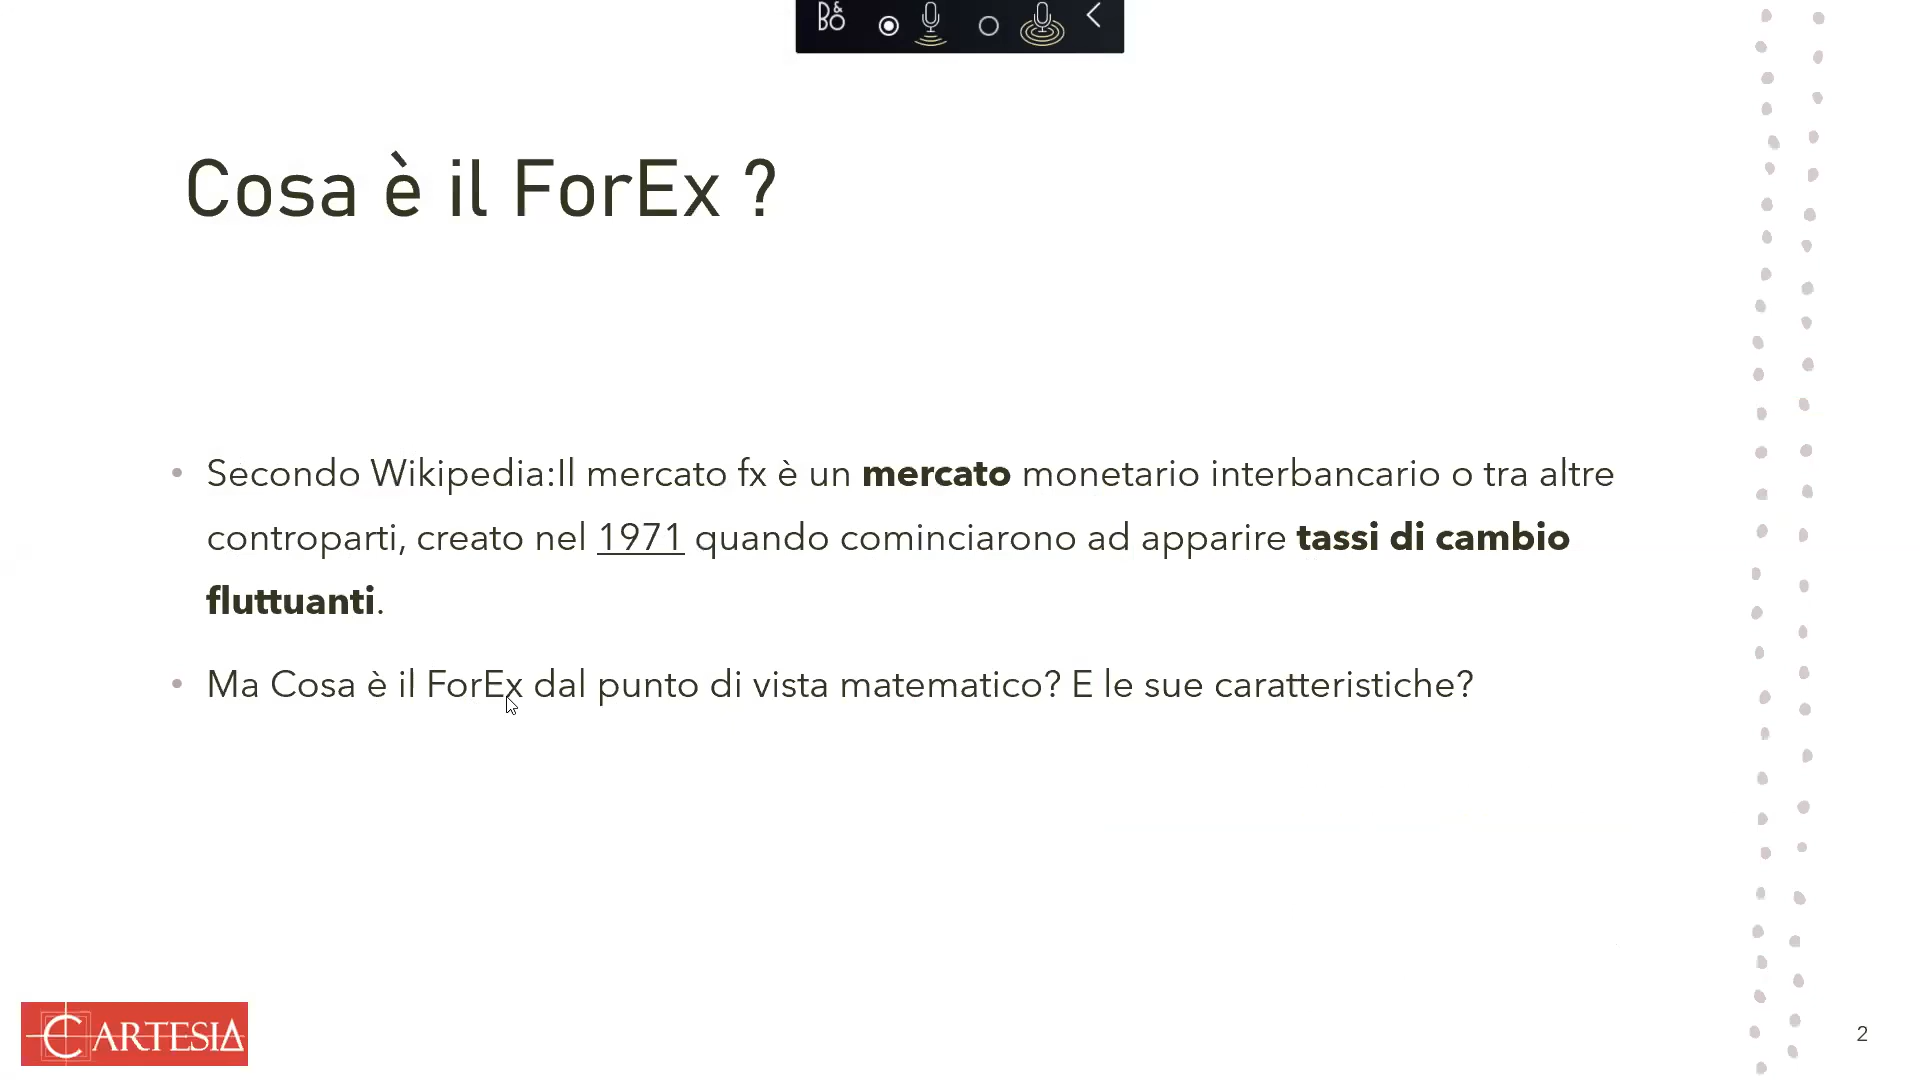 B&O
Cosa è il ForEx ?
• Secondo Wikipedia:Il mercato fx è un mercato monetario interbancario o tra altre
controparti, creato nel 1971 quando cominciarono ad apparire tassi di cambio
fluttuanti.
• Ma Cosa è il ForEx dal punto di vista matematico? E le sue caratteristiche?
CARTESIA
2